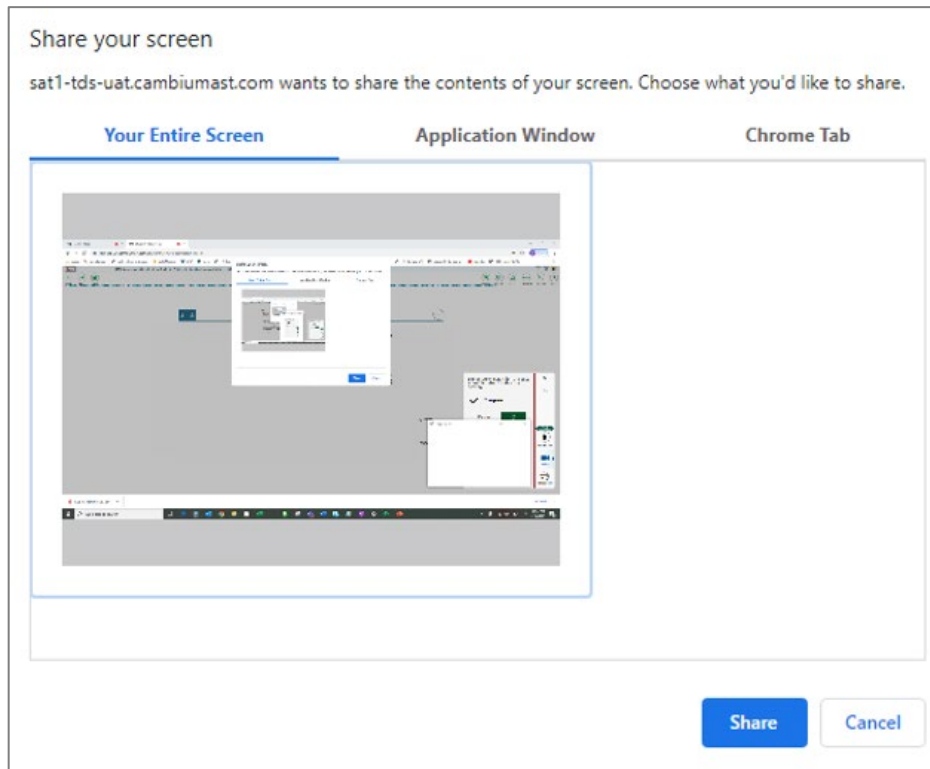 Share your screen
sat1-tds-uat.cambiumast.com wants to share the contents of your screen. Choose what you'd like to share.
Your Entire Screen
Application Window
Chrome Tab
Share
Cancel